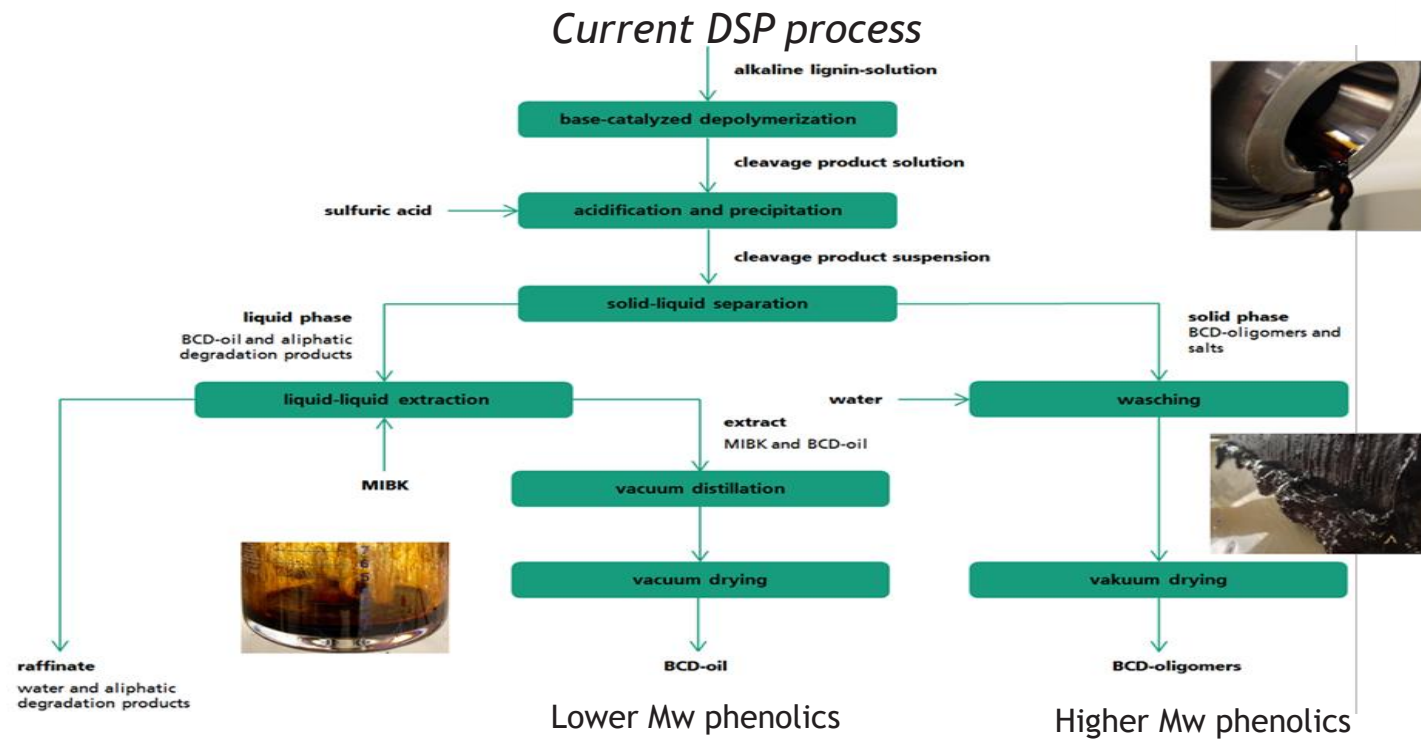 Current DSP process
alkaline lignin-solution
base-catalyzed depolymerization
cleavage product solution
sulfuric acid
acidification and precipitation
cleavage product suspension
solid-liquid separation
liquid phase
BCD-oil and aliphatic
degradation products
solid phase
BCD-oligomers and
salts
liquid-liquid extraction
water
wasching
extract
MIBK and BCD-oil
MIBK
vacuum distillation
vacuum drying
vakuum drying
7
6
5
raffinate
water and aliphatic
degradation products
BCD-oil
BCD-oligomers
Lower Mw phenolics
Higher Mw phenolics